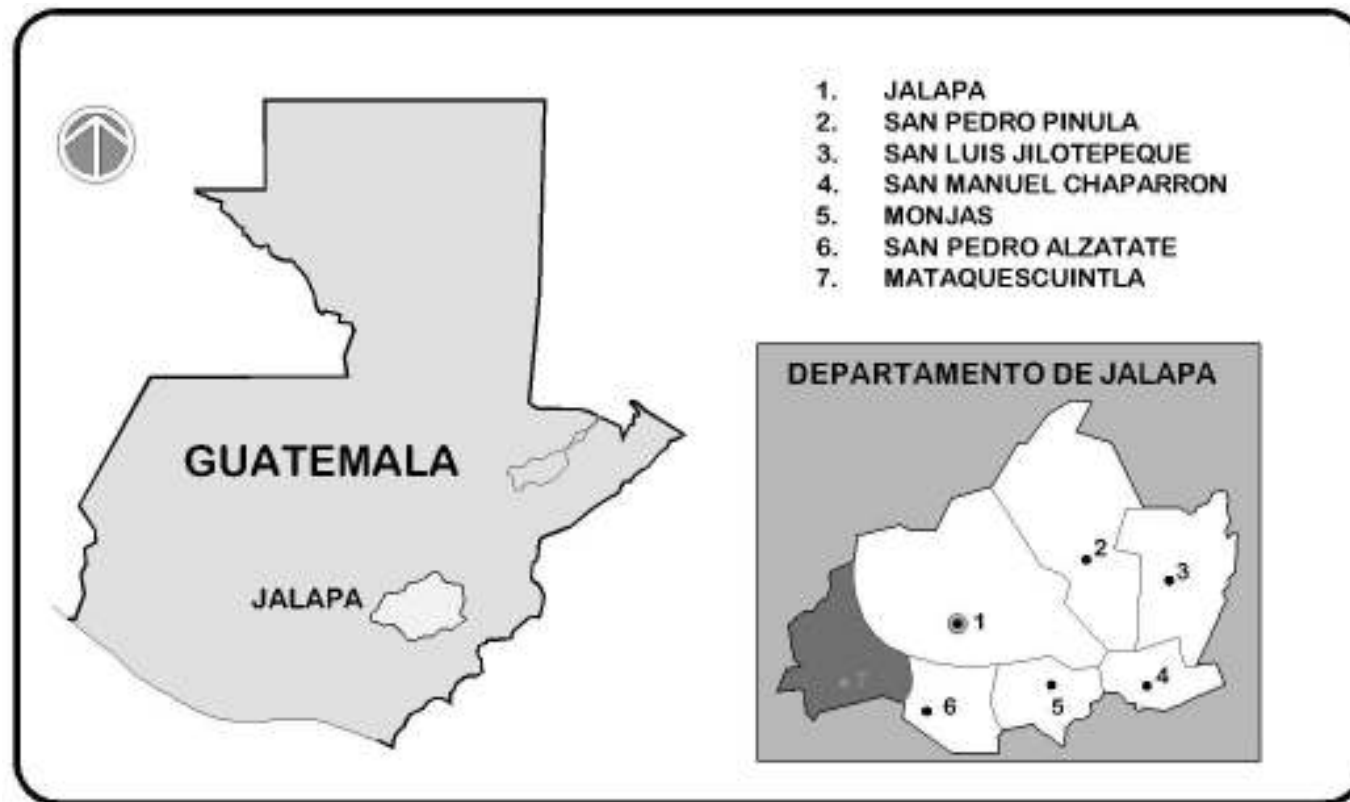 1. JALAPA
2. SAN PEDRO PINULA
3. SAN LUIS JILOTEPEQUE
4. SAN MANUEL CHAPARRON
5. MONJAS
6. SAN PEDRO ALZATATE
7. MATAQUESCUINTLA
GUATEMALA
JALAPA
DEPARTAMENTO DE JALAPA
2
3
1
7
4
6
5